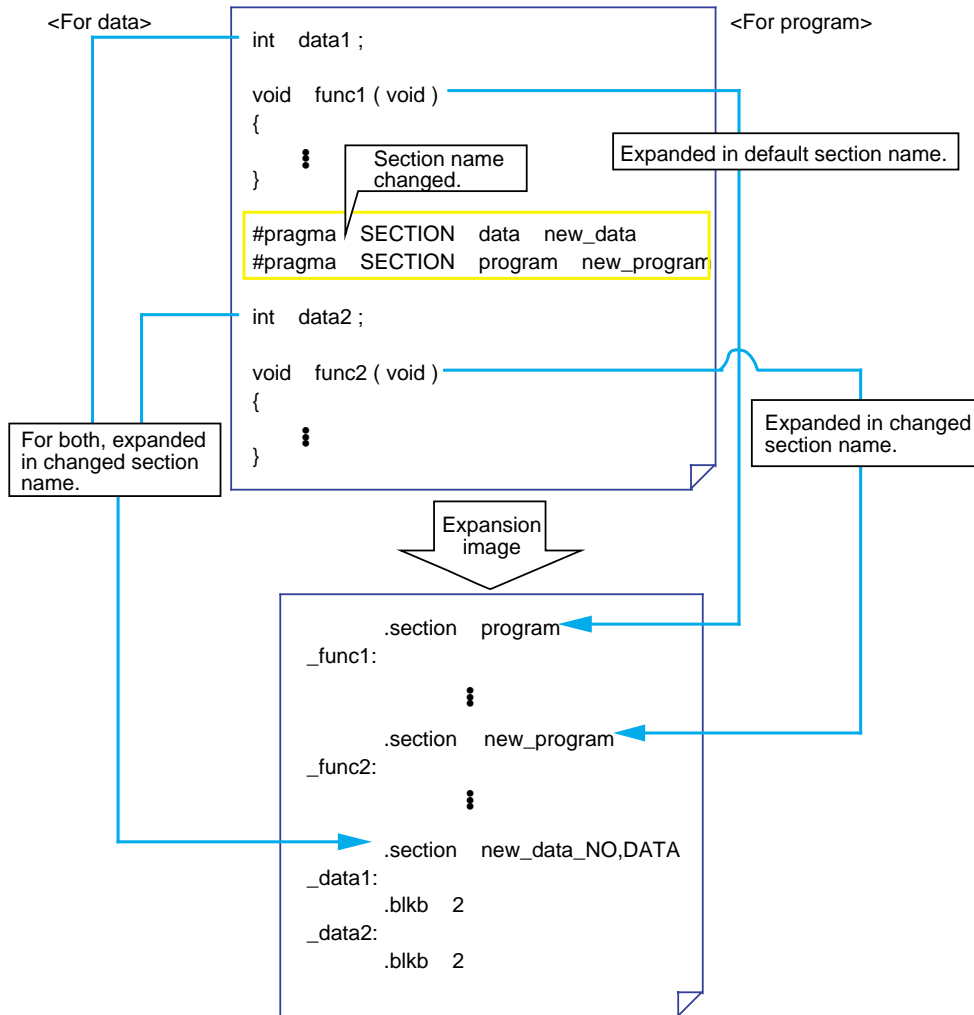 <For data>
<For program>
int data1 ;
void func1 ( void )
{
}
Section name
changed.
Expanded in default section name.
#pragma SECTION data new_data
#pragma SECTION program new_program
int data2 ;
void func2 ( void )
{
}
For both, expanded
in changed section
name.
Expanded in changed
section name.
Expansion
image
.section program
_func1:
.section new_program
_func2:
.section new_data_NO,DATA
_data1:
.blkb 2
_data2:
.blkb 2